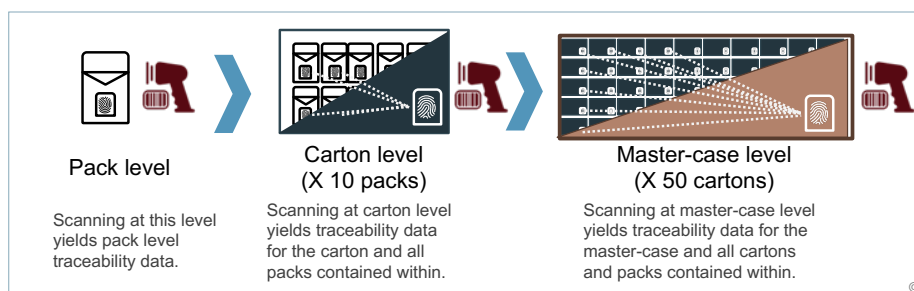 Pack level
Scanning at this level
yields pack level
traceability data.
Carton level
(X 10 packs)
Scanning at carton level
yields traceability data
for the carton and all
packs contained within.
Master-case level
(X 50 cartons)
Scanning at master-case level
yields traceability data for the
master-case and all cartons
and packs contained within.
©